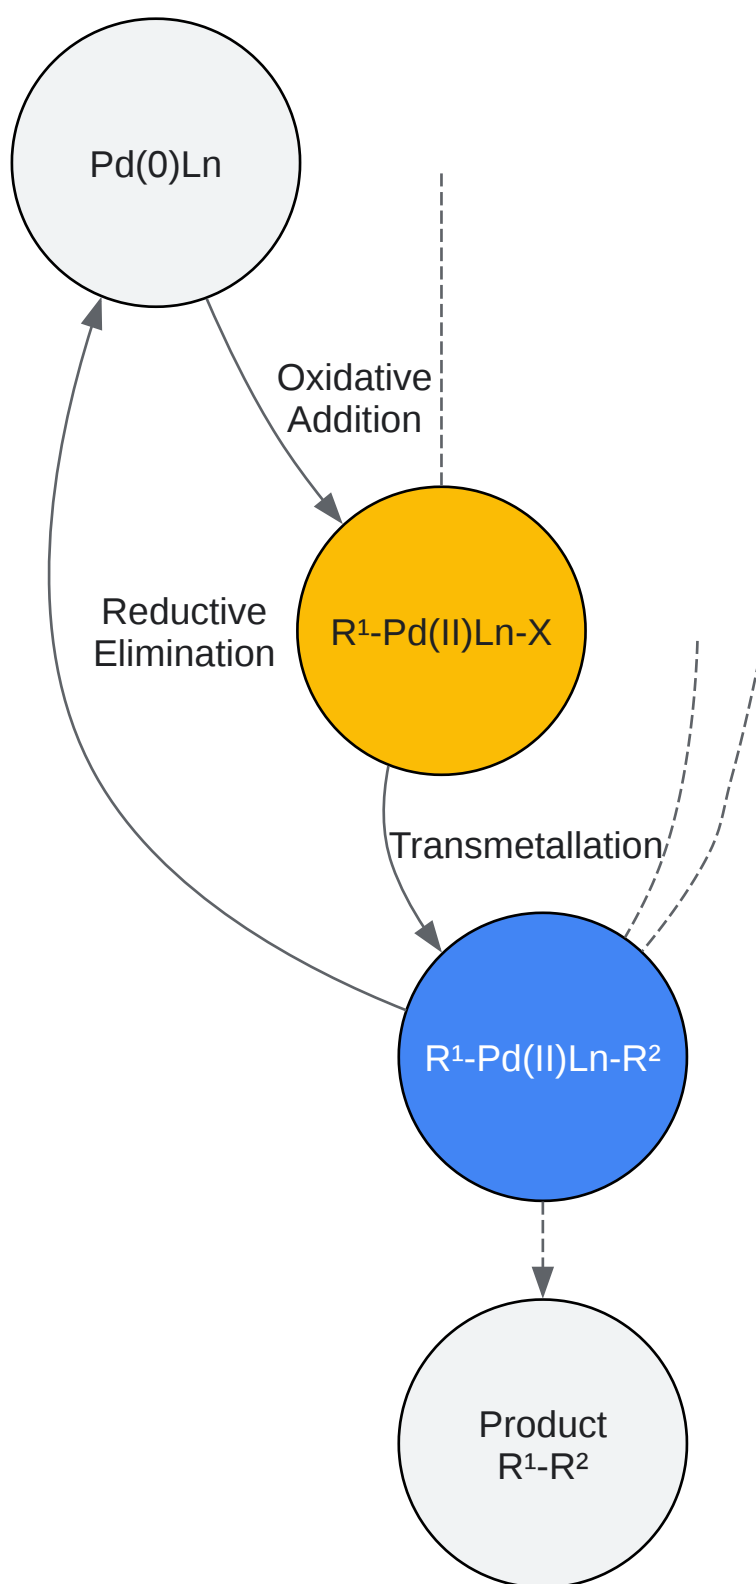 Pd(0)Ln
Oxidative
Addition
Reductive
Elimination
R¹-Pd(II)Ln-X
Transmetallation
R¹-Pd(II)Ln-R²
Product
R¹-R²